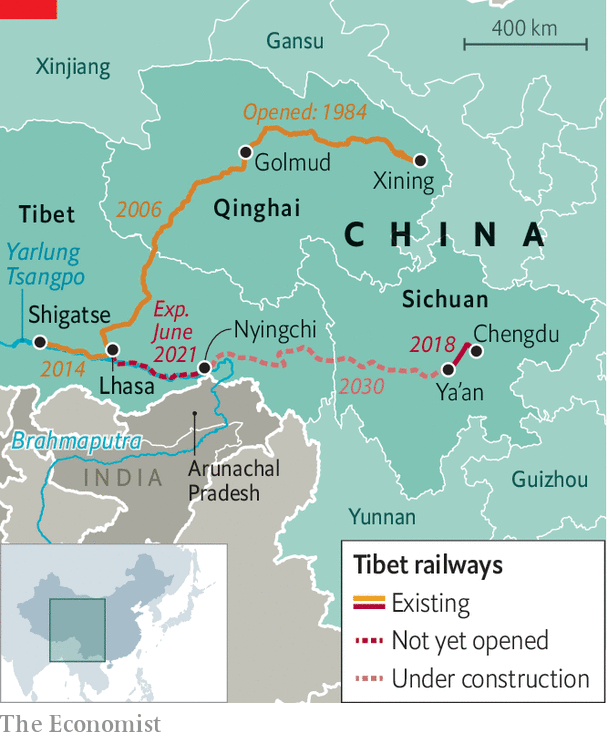 400 km
Gansu
Xinjiang
Opened: 1984
Golmud
Xining
2006
Qinghai
Tibet
CHINA
Yarlung
Tsangpo
Sichuan
Shigatse
Exp.
June
2021
Nyingchi
2018
Chengdu
2014
Lhasa
2030
Ya’an
Brahmaputra
INDIA
Arunachal
Pradesh
Guizhou
Yunnan
Tibet railways
Existing
Not yet opened
Under construction
The Economist